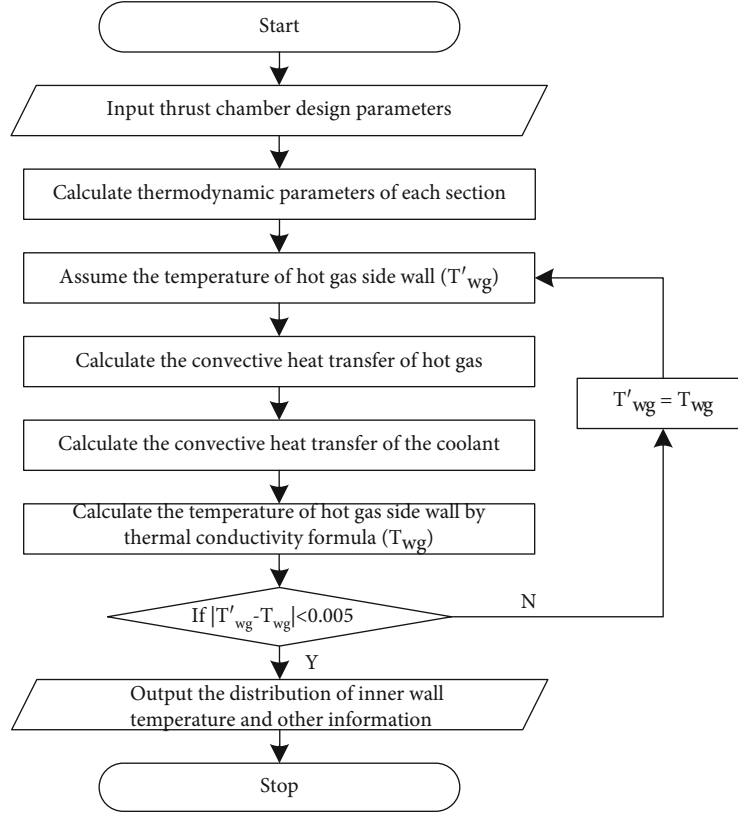 Start
Input thrust chamber design parameters
Calculate thermodynamic parameters of each section
Assume the temperature of hot gas side wall (T′wg)
Calculate the convective heat transfer of hot gas
T′wg = Twg
Calculate the convective heat transfer of the coolant
Calculate the temperature of hot gas side wall by
thermal conductivity formula (Twg)
If |T′wg-Twg|<0.005
N
Y
Output the distribution of inner wall
temperature and other information
Stop